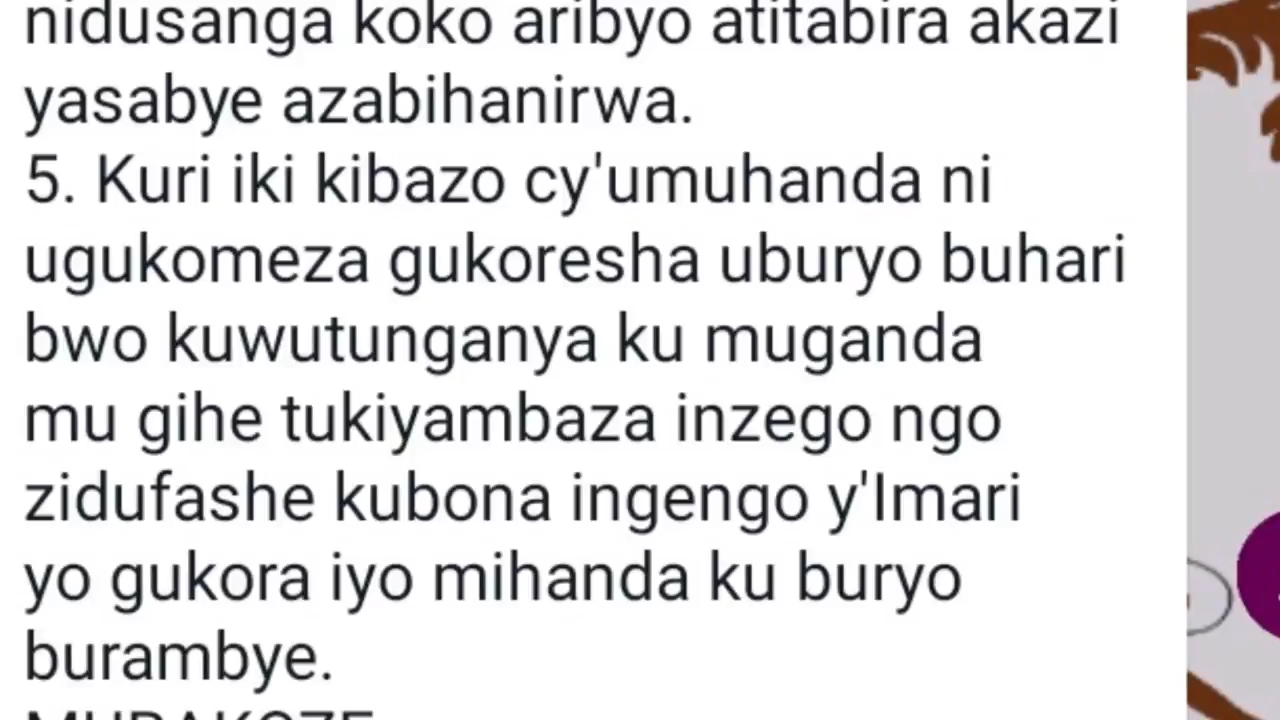 nidusanga koko aribyo atitabira akazi
yasabye azabihanirwa.
5. Kuri iki kibazo cy'umuhanda ni
ugukomeza gukoresha uburyo buhari
bwo kuwutunganya ku muganda
mu gihe tukiyambaza inzego ngo
zidufashe kubona ingengo y'Imari
yo gukora iyo mihanda ku buryo
burambye.
MURAKOZE